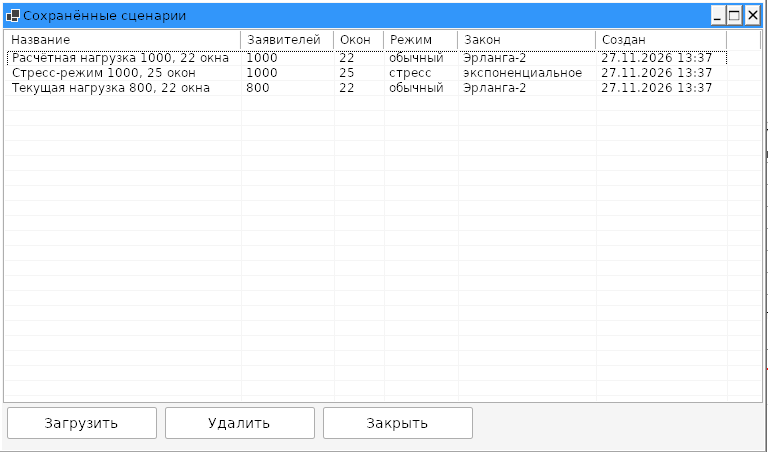 Сохранённые сценарии
Название Заявителей Окон Режим Закон Создан
Расчётная нагрузка 1000, 22 окна 1000 22 обычный Эрланга-2 27.11.2026 13:37
Стресс-режим 1000, 25 окон 1000 25 стресс экспоненциальное 27.11.2026 13:37
Текущая нагрузка 800, 22 окна 800 22 обычный Эрланга-2 27.11.2026 13:37
Загрузить Удалить Закрыть